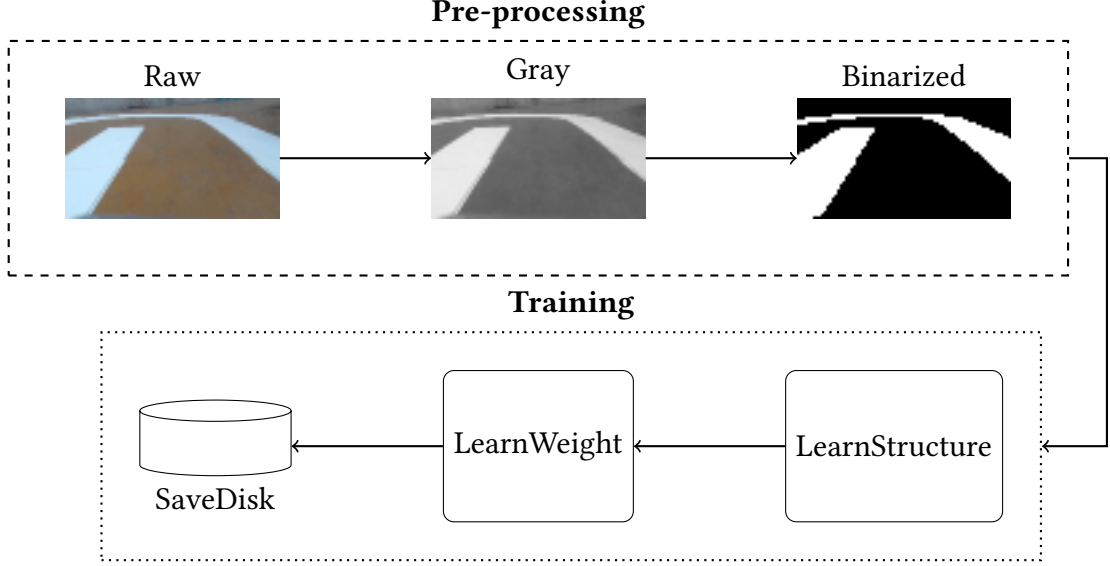 Pre-processing
Raw
Gray
Binarized
Training
LearnWeight
LearnStructure
SaveDisk